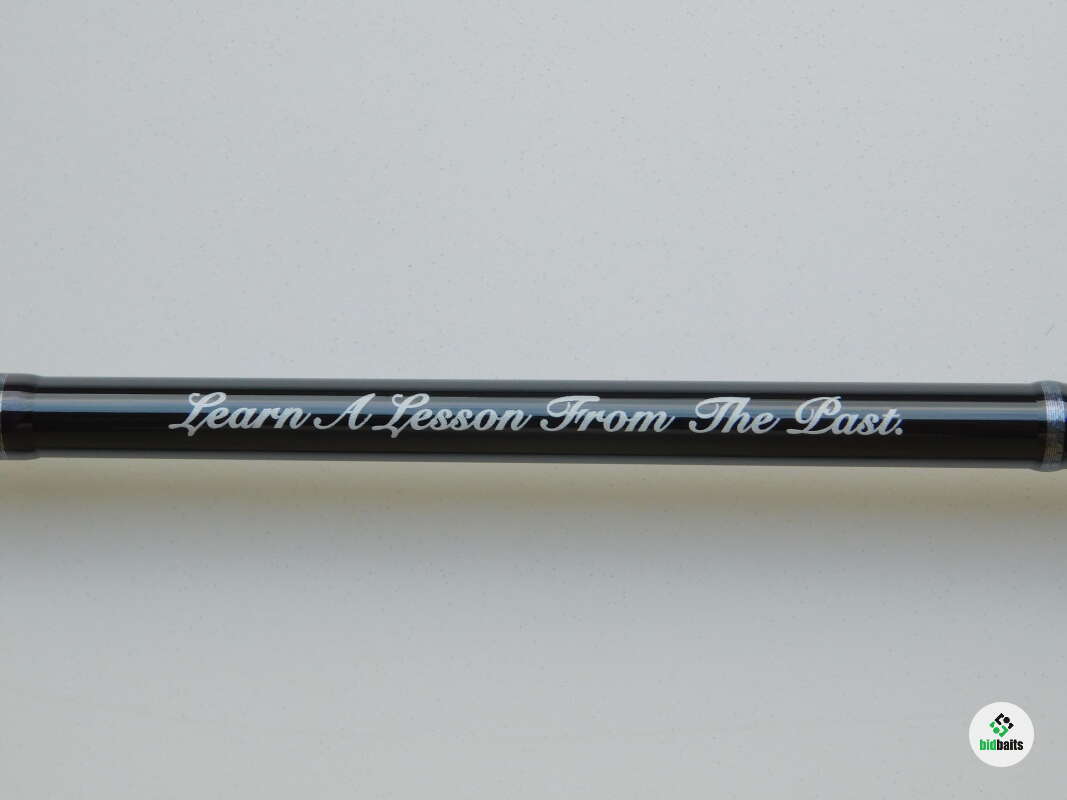 Learn A Lesson From The Past.
bidbaits